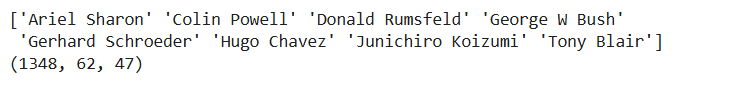 ['Ariel Sharon' 'Colin Powell' 'Donald Rumsfeld' 'George W Bush'
 'Gerhard Schroeder' 'Hugo Chavez' 'Junichiro Koizumi' 'Tony Blair']
(1348, 62, 47)